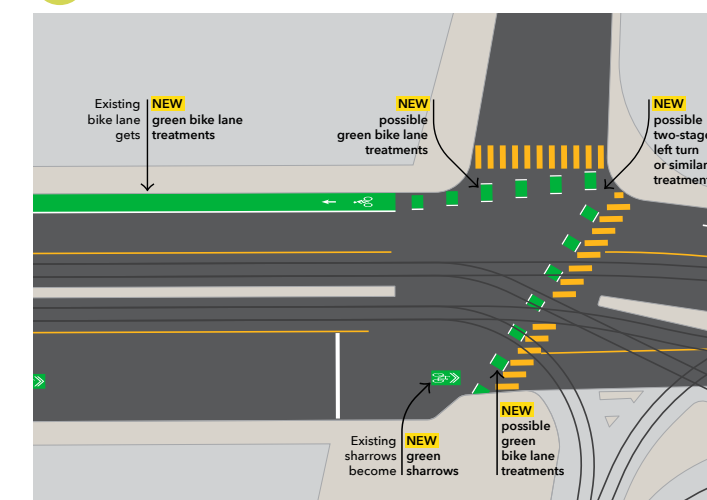 Existing NEW
bike lane green bike lane
gets treatments
NEW
possible
green bike lane
treatments
NEW
possible
two-stage
left turn
or similar
treatment
Existing NEW
sharrows green
become sharrows
NEW
possible
green
bike lane
treatments